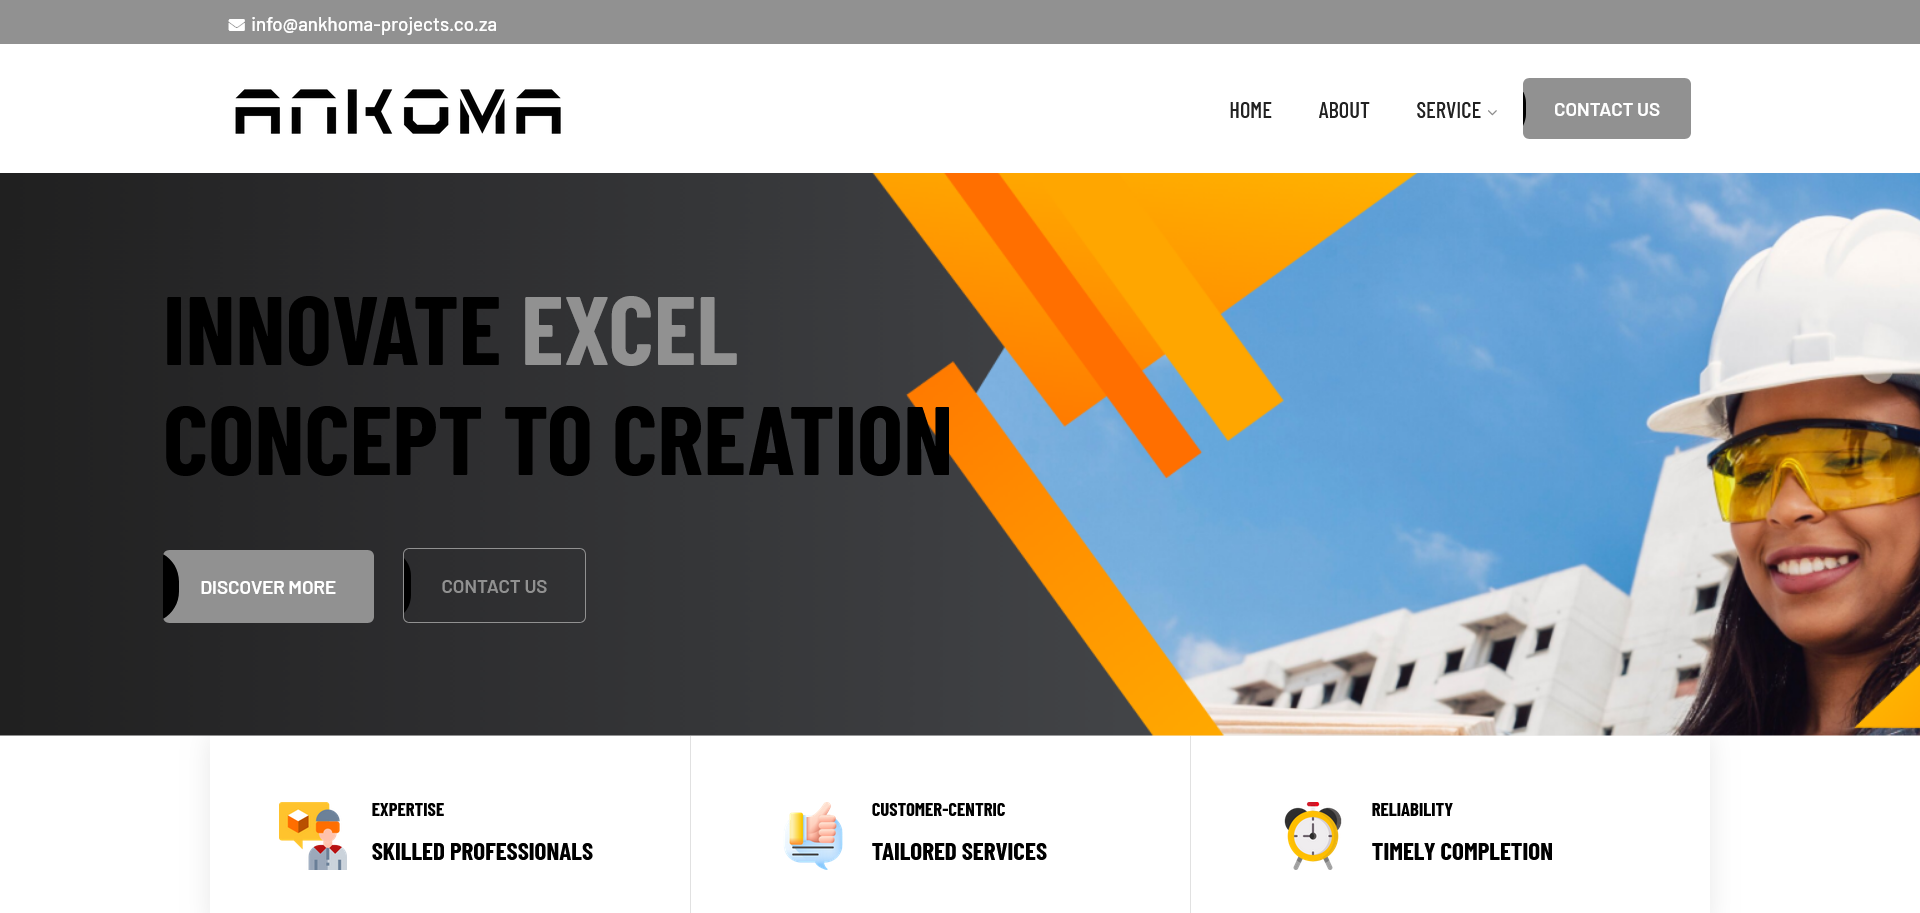 info@ankhoma-projects.co.za
ANKOMA
HOME ABOUT SERVICE CONTACT US
INNOVATE EXCEL
CONCEPT TO CREATION
DISCOVER MORE CONTACT US
EXPERTISE
SKILLED PROFESSIONALS
CUSTOMER-CENTRIC
TAILORED SERVICES
RELIABILITY
TIMELY COMPLETION